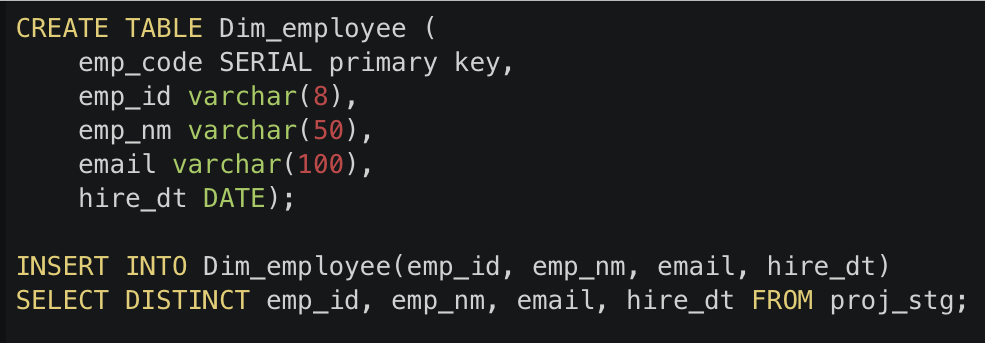 CREATE TABLE Dim_employee (
    emp_code SERIAL primary key,
    emp_id varchar(8),
    emp_nm varchar(50),
    email varchar(100),
    hire_dt DATE);

INSERT INTO Dim_employee(emp_id, emp_nm, email, hire_dt)
SELECT DISTINCT emp_id, emp_nm, email, hire_dt FROM proj_stg;